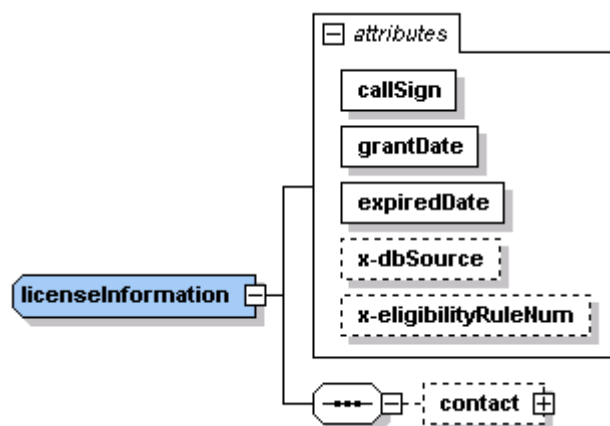 attributes
callSign
grantDate
expiredDate
x-dbSource
x-eligibilityRuleNum
licenseInformation
contact